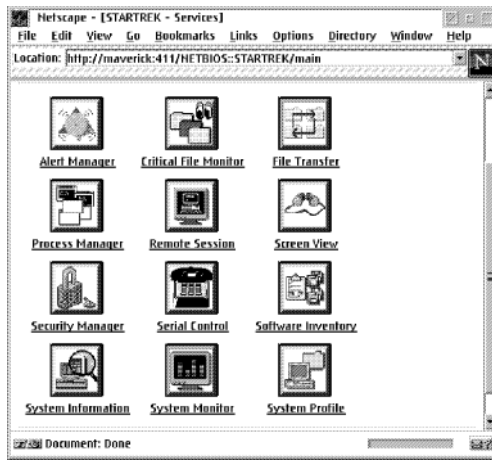 Netscape - [STARTREK - Services]
File Edit View Go Bookmarks Links Options Directory Window Help
Location: http://maverick:411/NETBIOS::STARTREK/main
N
Alert Manager Critical File Monitor File Transfer
Process Manager Remote Session Screen View
Security Manager Serial Control Software Inventory
System Information System Monitor System Profile
Document: Done